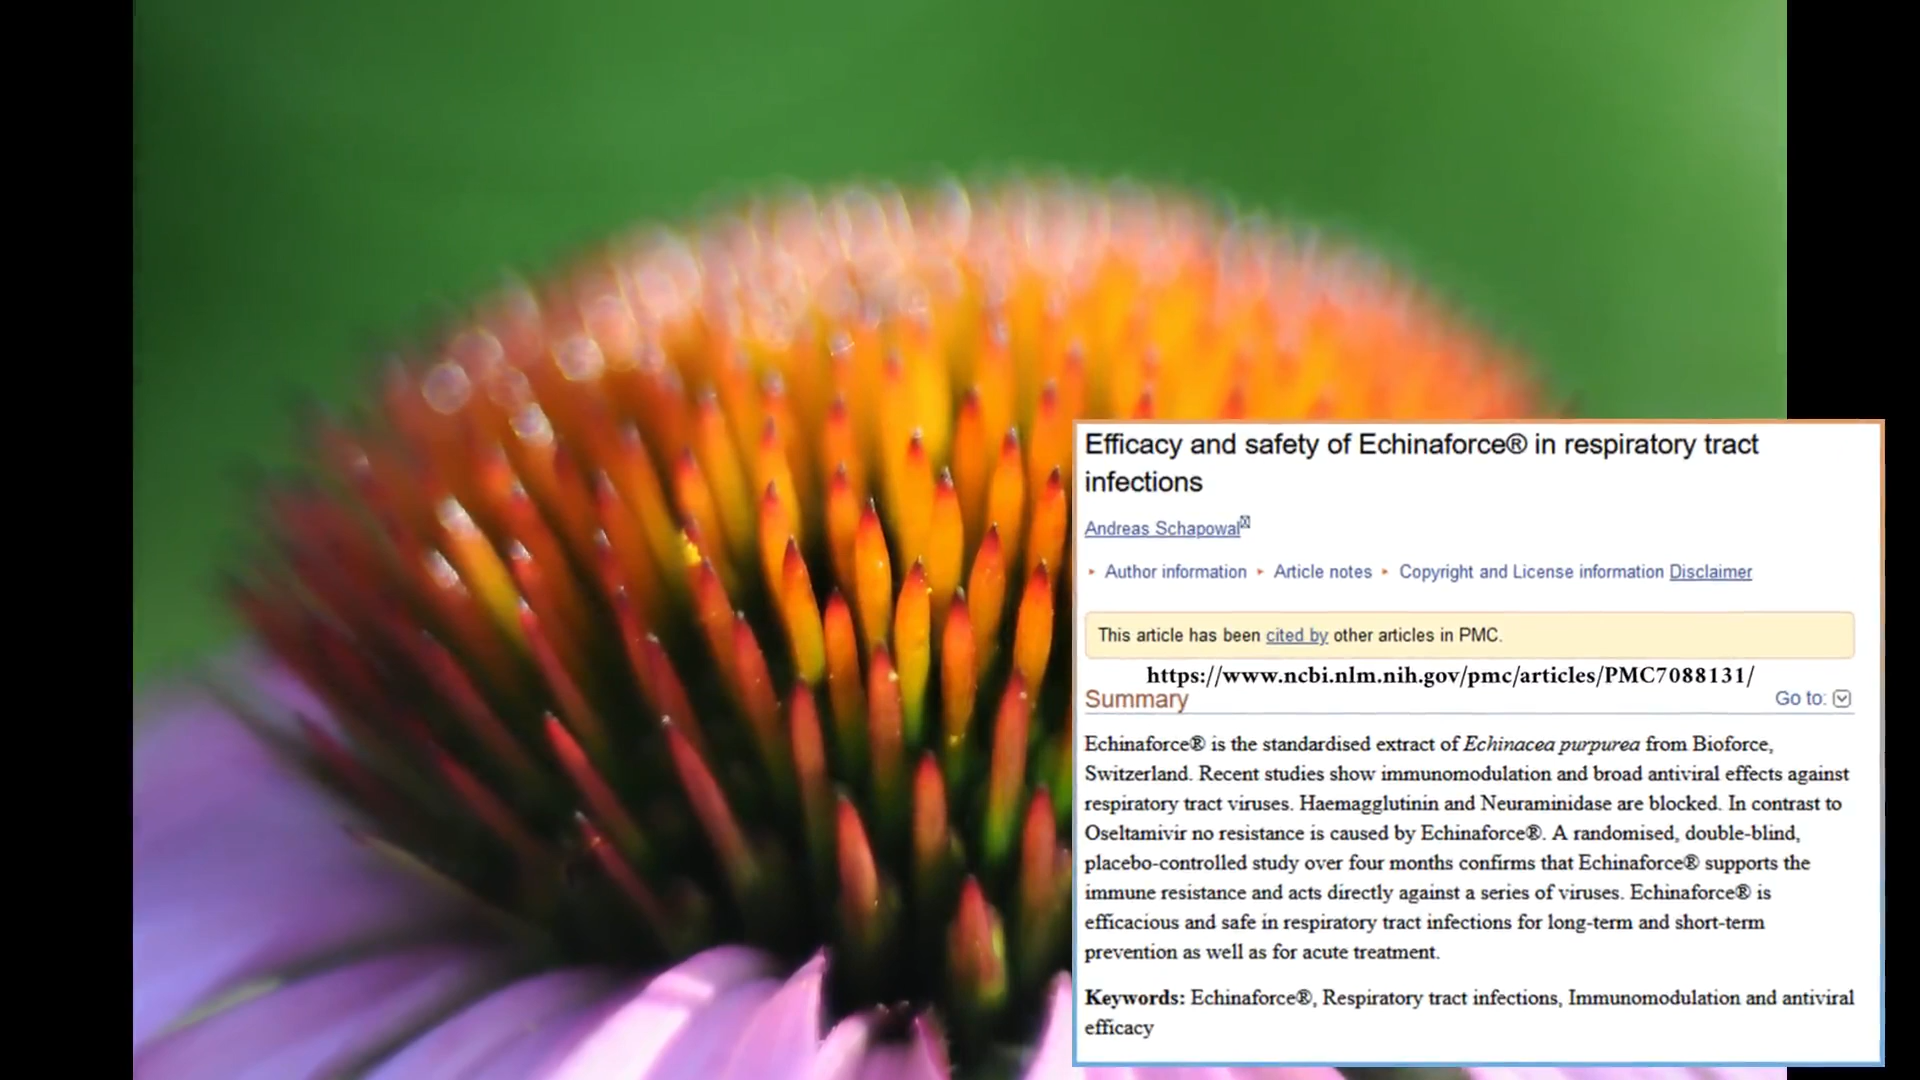 Efficacy and safety of Echinaforce® in respiratory tract
infections
Andreas Schapowal
▸ Author information ▸ Article notes ▸ Copyright and License information Disclaimer
This article has been cited by other articles in PMC.
https://www.ncbi.nlm.nih.gov/pmc/articles/PMC7088131/
Summary Go to:
Echinaforce® is the standardised extract of Echinacea purpurea from Bioforce,
Switzerland. Recent studies show immunomodulation and broad antiviral effects against
respiratory tract viruses. Haemagglutinin and Neuraminidase are blocked. In contrast to
Oseltamivir no resistance is caused by Echinaforce®. A randomised, double-blind,
placebo-controlled study over four months confirms that Echinaforce® supports the
immune resistance and acts directly against a series of viruses. Echinaforce® is
efficacious and safe in respiratory tract infections for long-term and short-term
prevention as well as for acute treatment.
Keywords: Echinaforce®, Respiratory tract infections, Immunomodulation and antiviral
efficacy